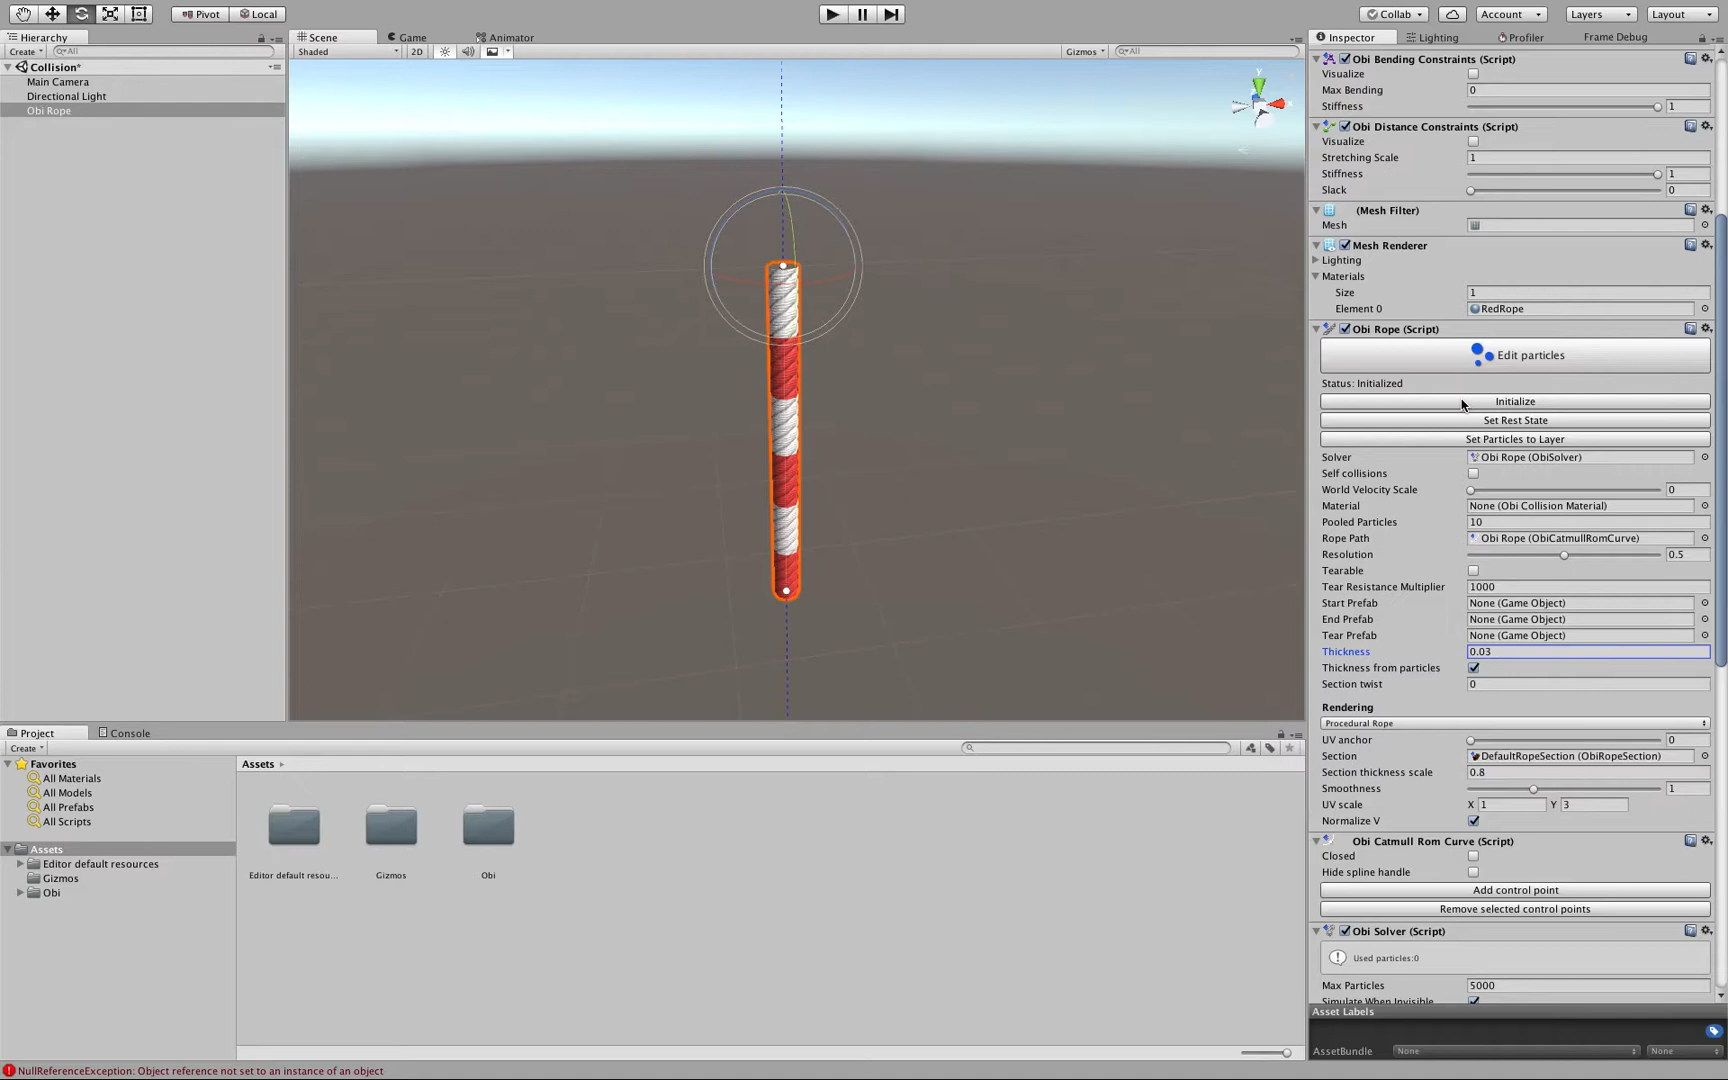 Pivot Local Collab Account Layers Layout
Hierarchy
Create All
Collision*
Main Camera
Directional Light
Obi Rope
Scene Game Animator
Shaded 2D Gizmos All
y
x
Inspector Lighting Profiler Frame Debug
Obi Bending Constraints (Script)
Visualize
Max Bending 0
Stiffness 1
Obi Distance Constraints (Script)
Visualize
Stretching Scale 1
Stiffness 1
Slack 0
(Mesh Filter)
Mesh
Mesh Renderer
Lighting
Materials
Size 1
Element 0 RedRope
Obi Rope (Script)
Edit particles
Status: Initialized
Initialize
Set Rest State
Set Particles to Layer
Solver Obi Rope (ObiSolver)
Self collisions
World Velocity Scale 0
Material None (Obi Collision Material)
Pooled Particles 10
Rope Path Obi Rope (ObiCatmullRomCurve)
Resolution 0.5
Tearable
Tear Resistance Multiplier 1000
Start Prefab None (Game Object)
End Prefab None (Game Object)
Tear Prefab None (Game Object)
Thickness 0.03
Thickness from particles
Section twist 0
Rendering
Procedural Rope
UV anchor 0
Section DefaultRopeSection (ObiRopeSection)
Section thickness scale 0.8
Smoothness 1
UV scale X 1 Y 3
Normalize V
Obi Catmull Rom Curve (Script)
Closed
Hide spline handle
Add control point
Remove selected control points
Obi Solver (Script)
Used particles:0
Max Particles 5000
Simulate When Invisible
Asset Labels
AssetBundle None None
Project Console
Create
Favorites
All Materials
All Models
All Prefabs
All Scripts
Assets
Editor default resources
Gizmos
Obi
Assets
Editor default resou... Gizmos Obi
NullReferenceException: Object reference not set to an instance of an object